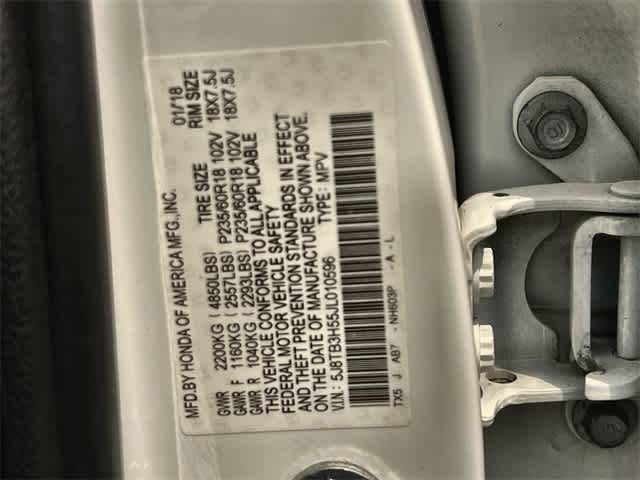 MFD.BY HONDA OF AMERICA MFG.,INC. 01/18
TIRE SIZE RIM SIZE
GVWR 2200KG ( 4850LBS)
GAWR F 1160KG ( 2557LBS) P235/60R18 102V 18X7.5J
GAWR R 1040KG ( 2293LBS) P235/60R18 102V 18X7.5J
THIS VEHICLE CONFORMS TO ALL APPLICABLE
FEDERAL MOTOR VEHICLE SAFETY
AND THEFT PREVENTION STANDARDS IN EFFECT
ON THE DATE OF MANUFACTURE SHOWN ABOVE.
V.I.N.: 5J8TB3H55JL010596 TYPE: MPV
TX5 J AB7 - NH603P - A - L